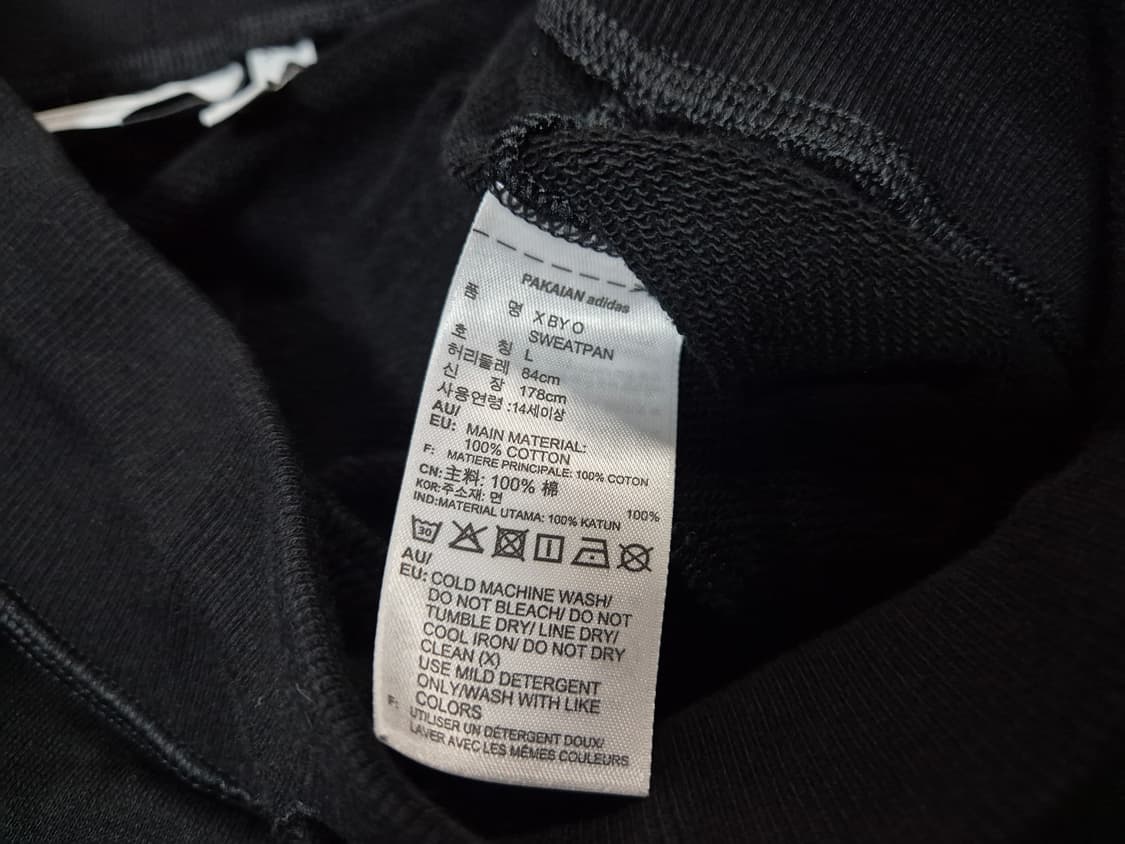 PAKAIAN adidas
품 명 X BY O
SWEATPAN
호 칭 L
허리둘레 84cm
신 장 178cm
사용연령 :14세이상
AU/
EU: MAIN MATERIAL:
100% COTTON
F: MATIERE PRINCIPALE: 100% COTON
CN: 主料: 100% 棉
KOR:주소재: 면 100%
IND:MATERIAL UTAMA: 100% KATUN
30
AU/
EU: COLD MACHINE WASH/
DO NOT BLEACH/ DO NOT
TUMBLE DRY/ LINE DRY/
COOL IRON/ DO NOT DRY
CLEAN (X)
USE MILD DETERGENT
ONLY/WASH WITH LIKE
COLORS
F: UTILISER UN DÉTERGENT DOUX/
LAVER AVEC LES MÊMES COULEURS